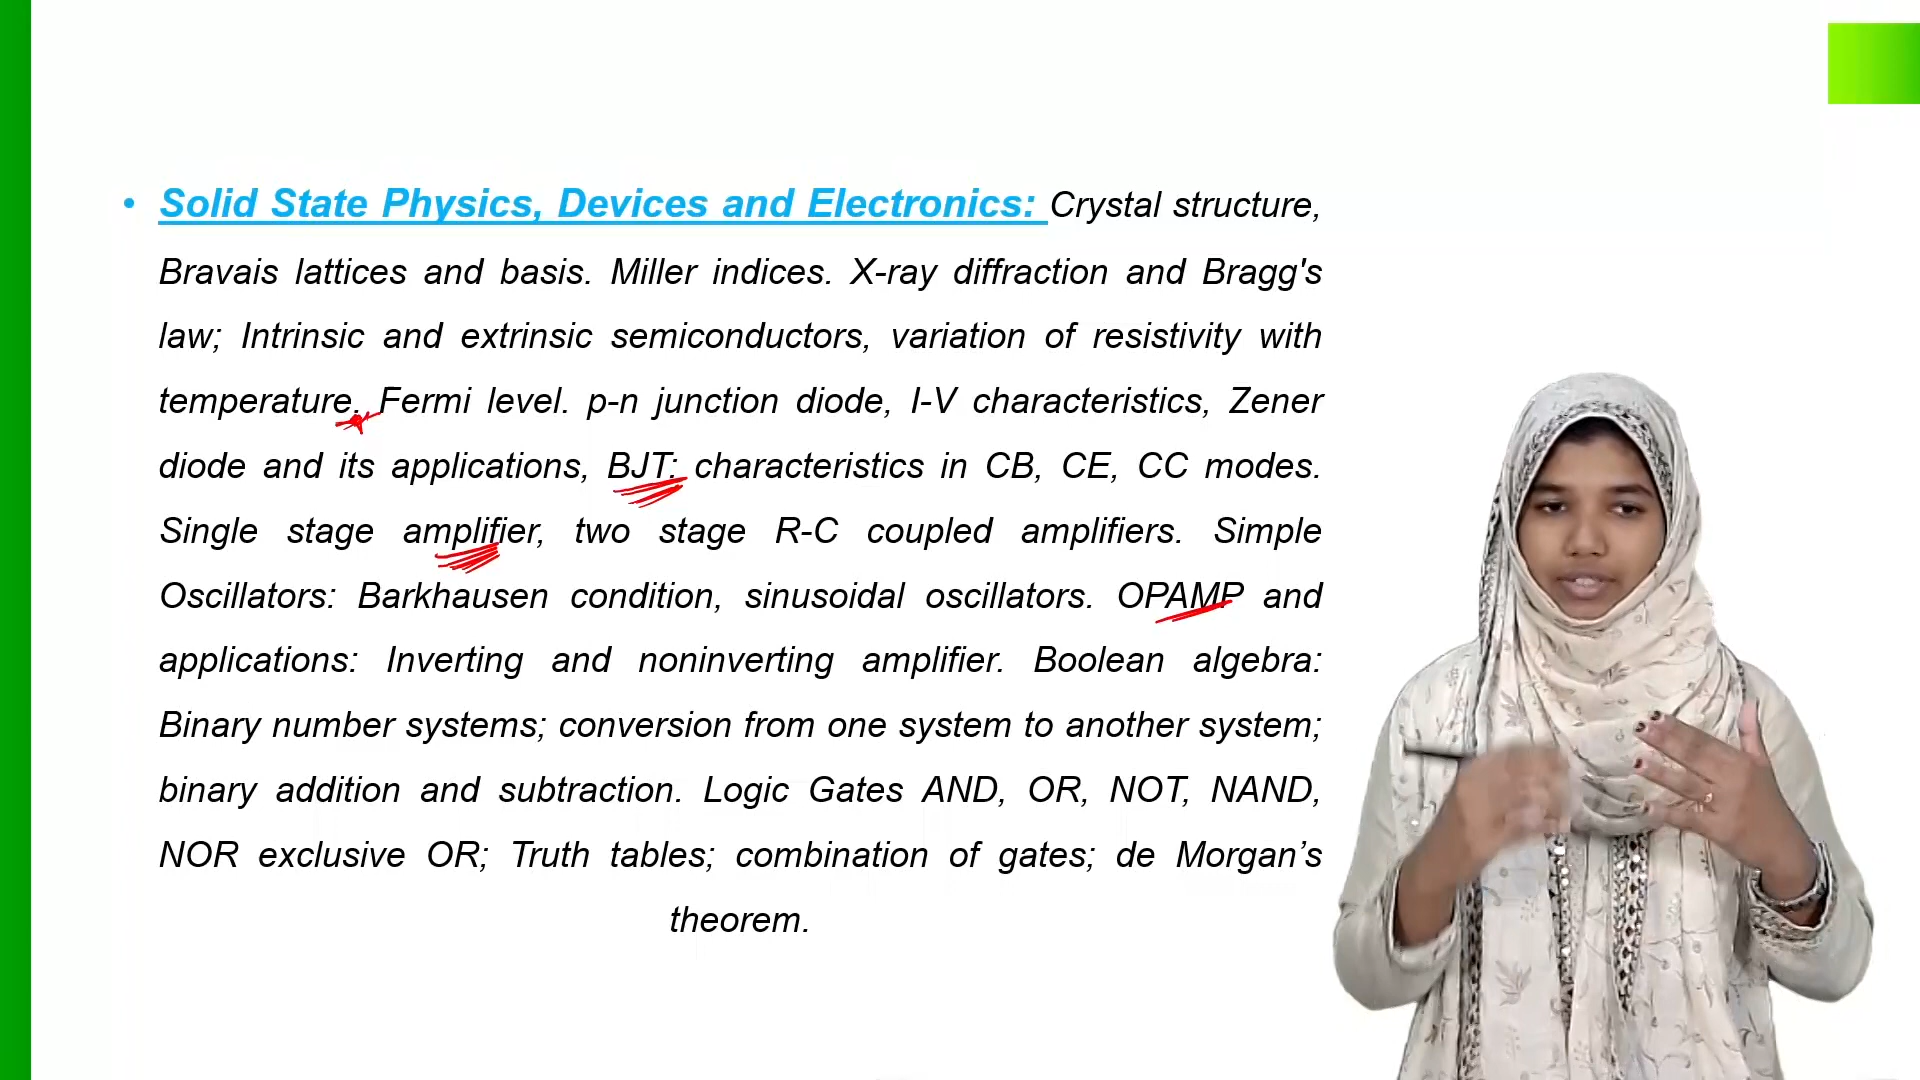 • Solid State Physics, Devices and Electronics: Crystal structure,
Bravais lattices and basis. Miller indices. X-ray diffraction and Bragg's
law; Intrinsic and extrinsic semiconductors, variation of resistivity with
temperature. Fermi level. p-n junction diode, I-V characteristics, Zener
diode and its applications, BJT: characteristics in CB, CE, CC modes.
Single stage amplifier, two stage R-C coupled amplifiers. Simple
Oscillators: Barkhausen condition, sinusoidal oscillators. OPAMP and
applications: Inverting and noninverting amplifier. Boolean algebra:
Binary number systems; conversion from one system to another system;
binary addition and subtraction. Logic Gates AND, OR, NOT, NAND,
NOR exclusive OR; Truth tables; combination of gates; de Morgan’s
theorem.